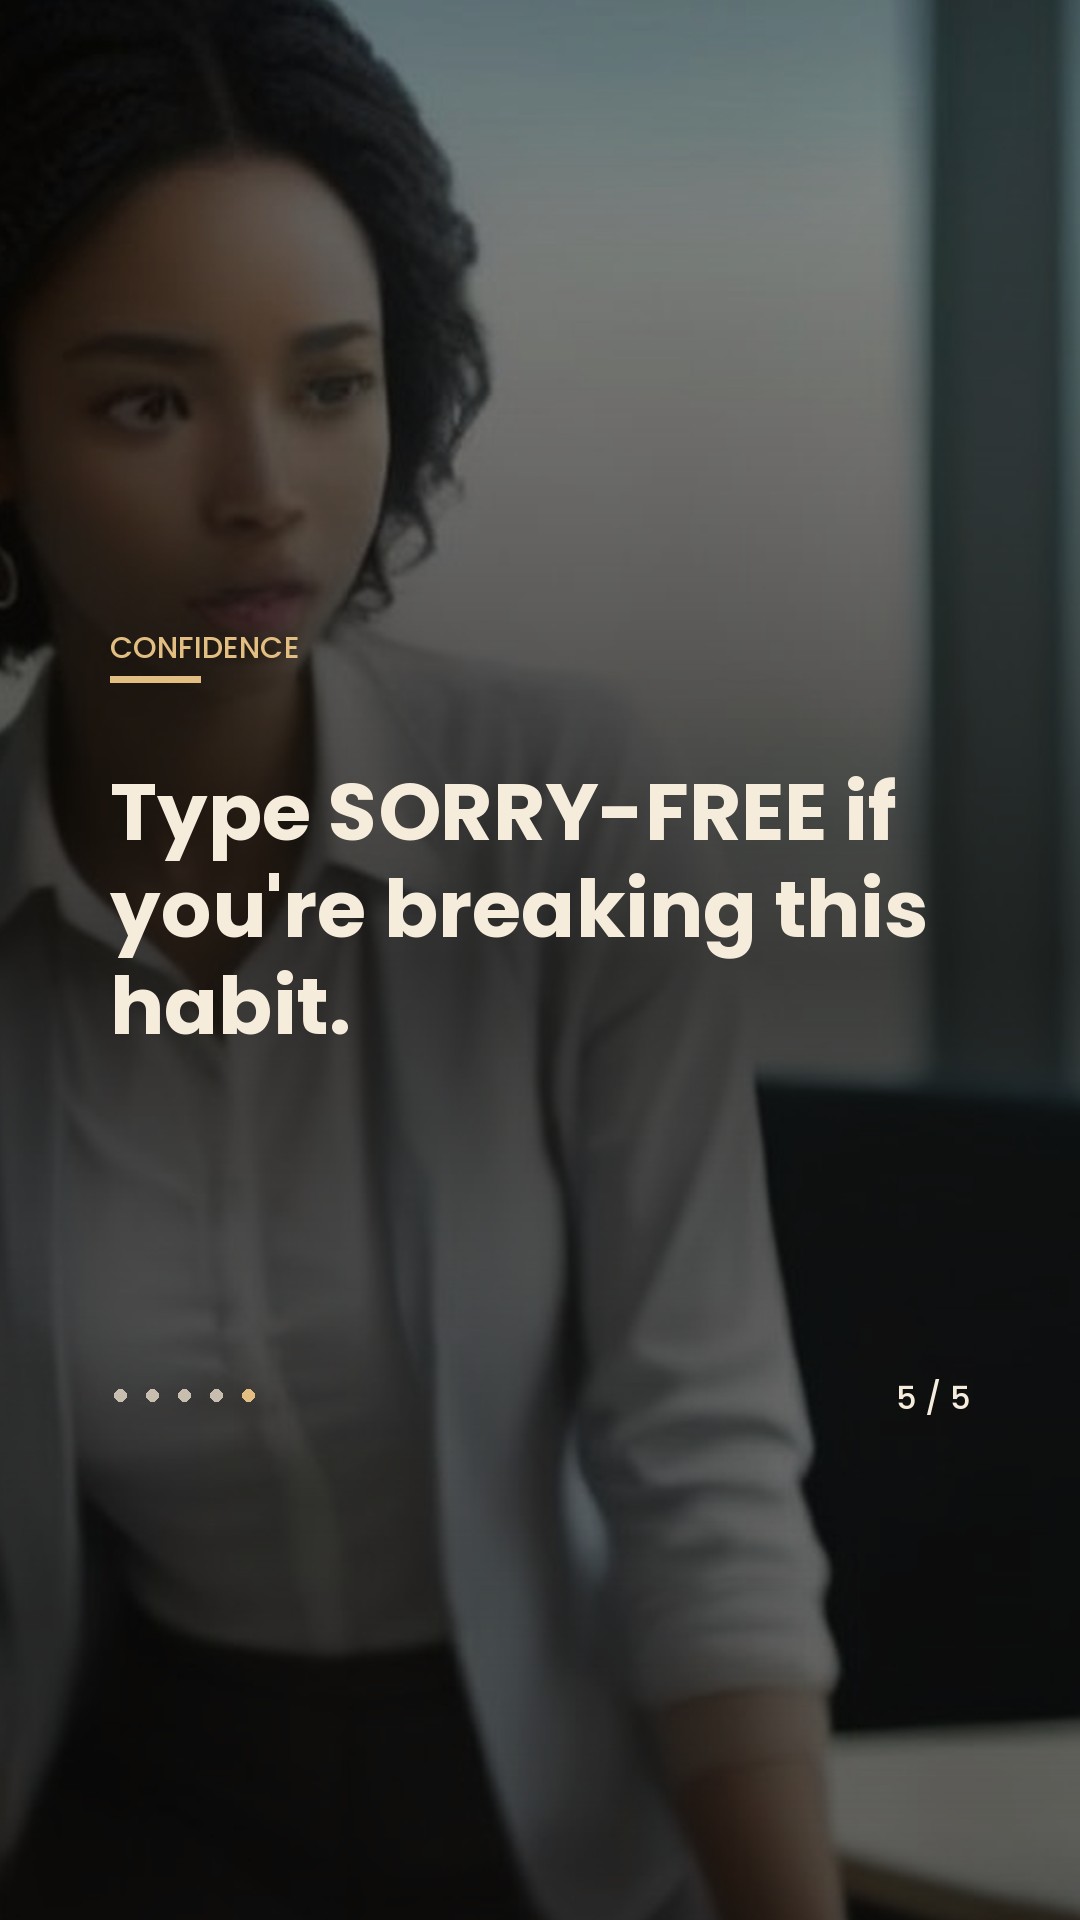 CONFIDENCE
Type SORRY-FREE if
you're breaking this
habit.
5 / 5